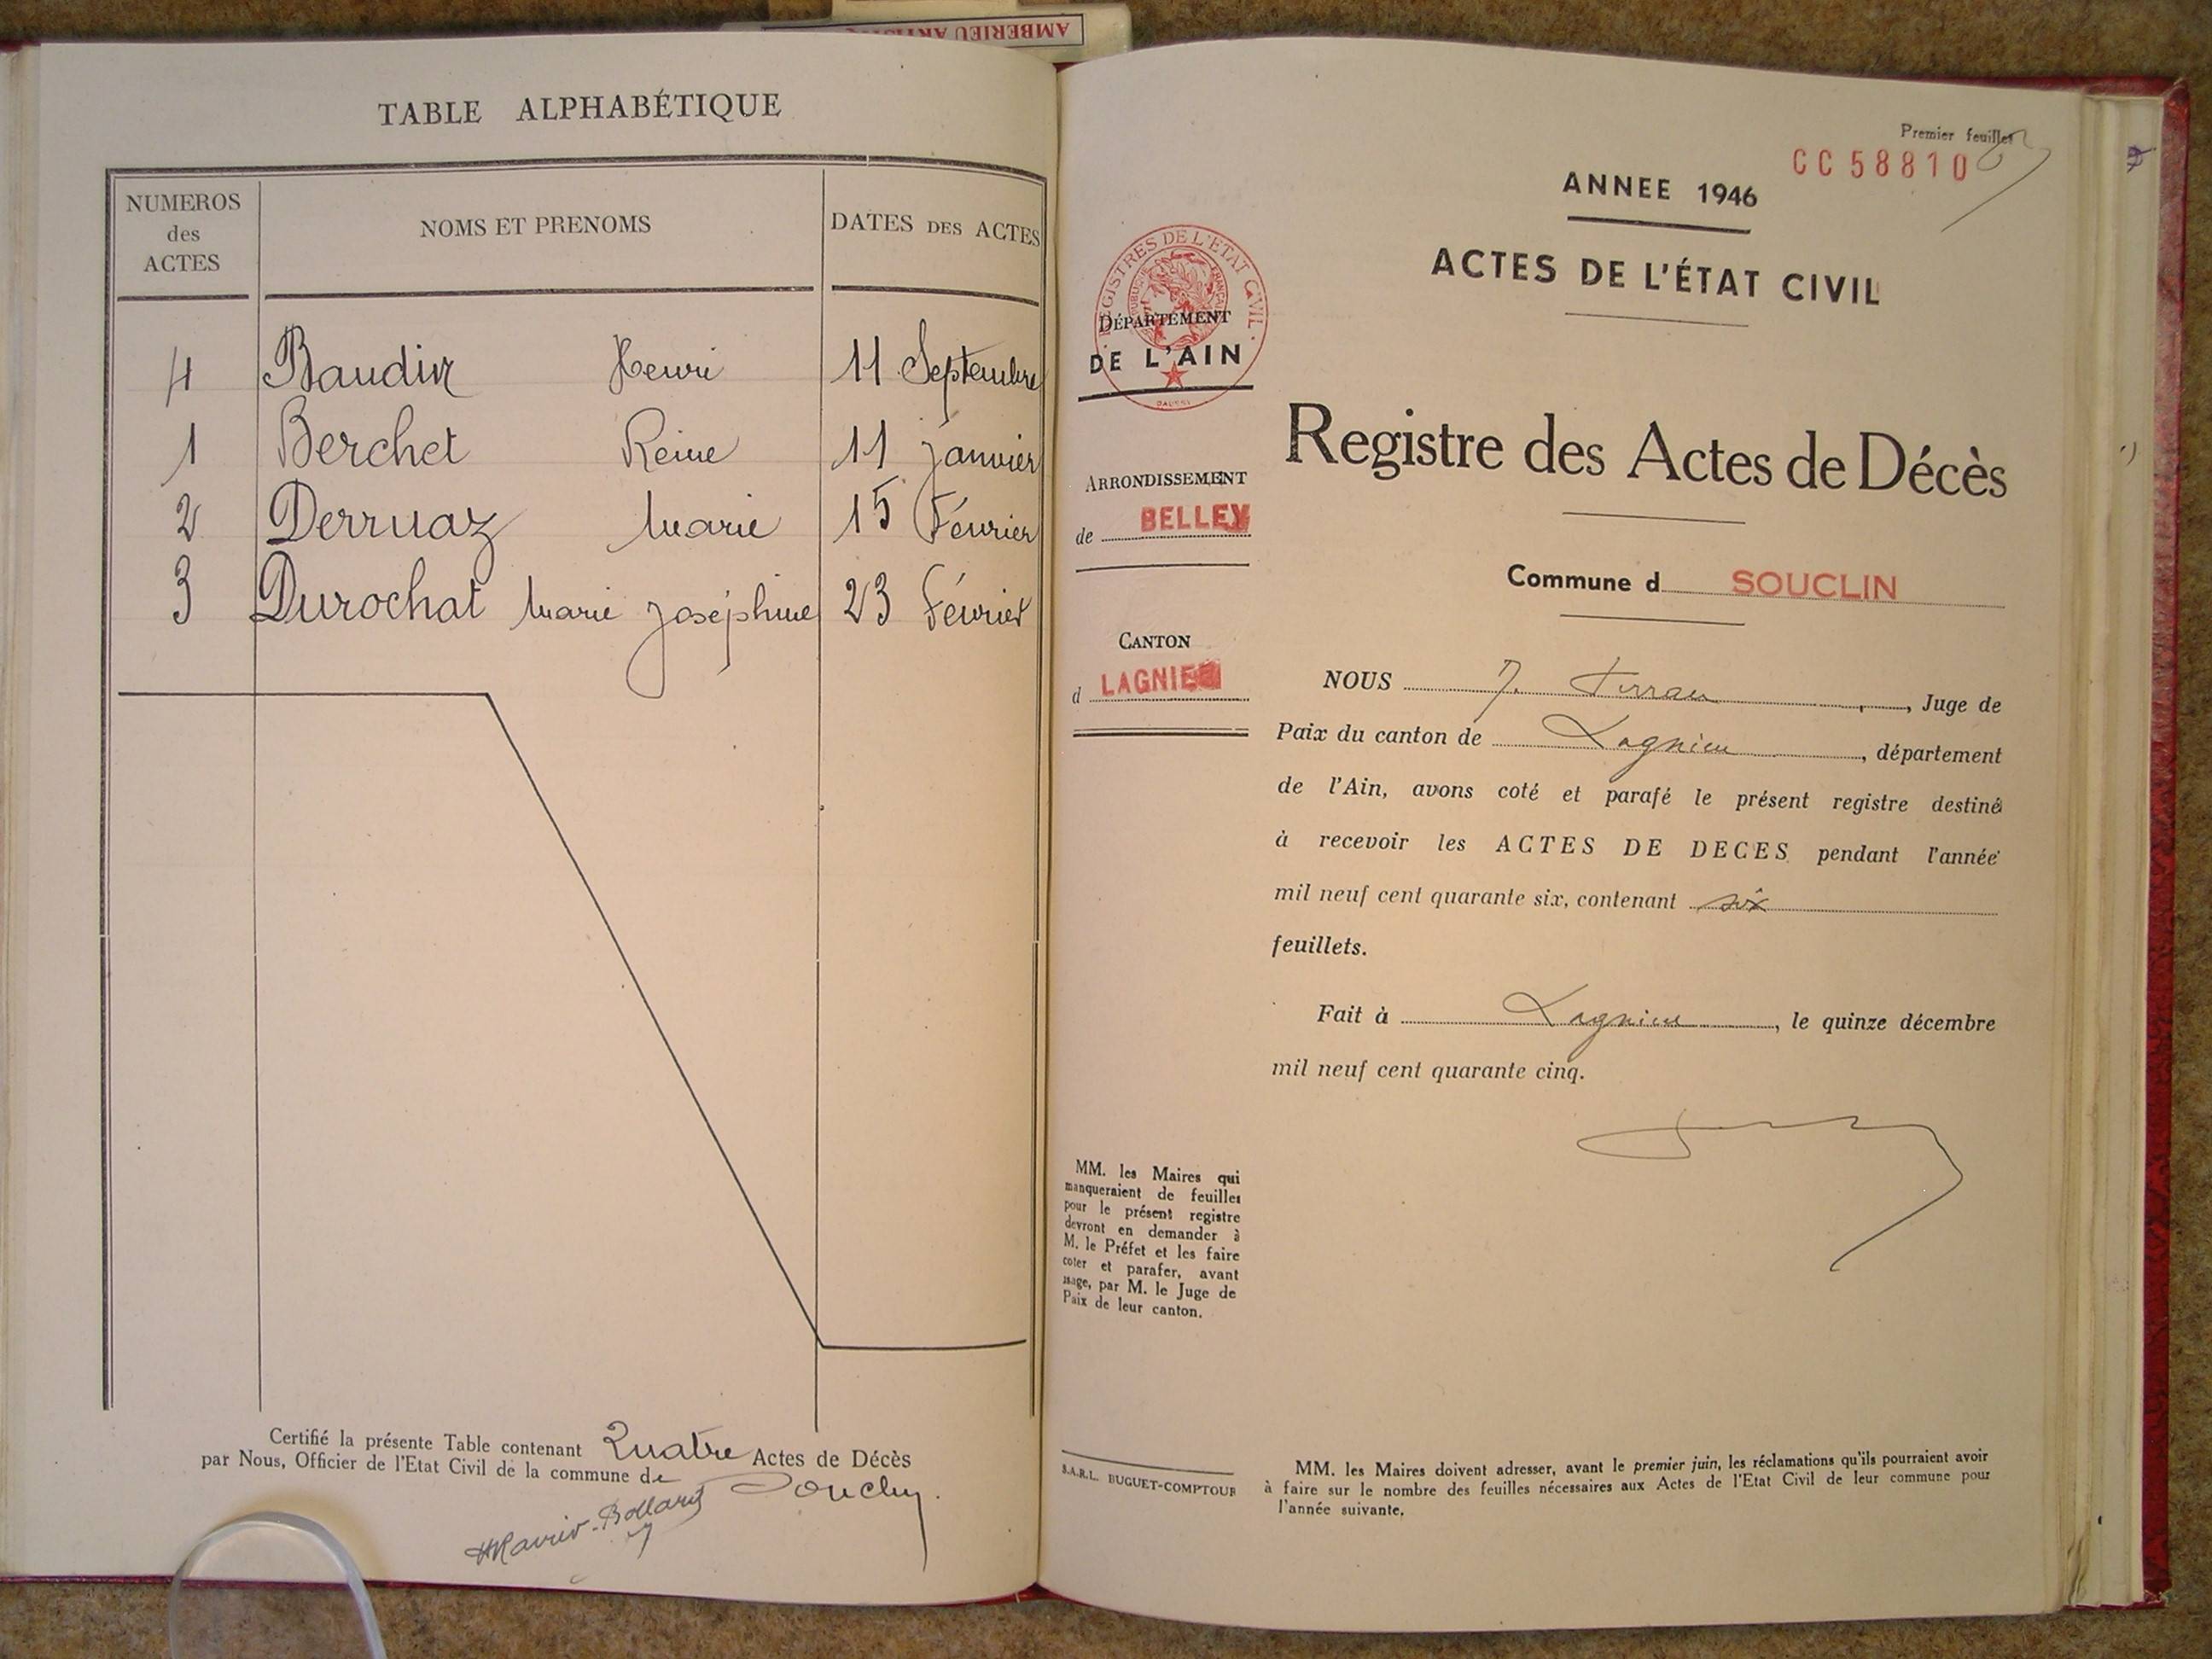 AMBERIEU
TABLE ALPHABÉTIQUE
NUMEROS des ACTES
NOMS ET PRENOMS
DATES DES ACTES
4 Baudin Henri 11 Septembre
1 Berchet Reine 11 janvier
2 Derruaz Marie 15 Février
3 Durochat Marie Joséphine 23 Février
Certifié la présente Table contenant Quatre Actes de Décès
par Nous, Officier de l'Etat Civil de la commune de Souclin.
Premier feuillet
CC58810
ANNEE 1946
ACTES DE L'ÉTAT CIVIL
REGISTRES DE L'ETAT CIVIL
DÉPARTEMENT
DE L'AIN
Registre des Actes de Décès
ARRONDISSEMENT
de BELLEY
Commune d SOUCLIN
CANTON
d LAGNIEU
NOUS J. , Juge de
Paix du canton de Lagnieu, département
de l'Ain, avons coté et parafé le présent registre destiné
à recevoir les ACTES DE DECES pendant l'année
mil neuf cent quarante six, contenant six
feuillets.
Fait à Lagnieu, le quinze décembre
mil neuf cent quarante cinq.
MM. les Maires qui
manqueraient de feuilles
pour le présent registre
devront en demander à
M. le Préfet et les faire
coter et parafer, avant
usage, par M. le Juge de
Paix de leur canton.
S.A.R.L. BUGUET-COMPTOUR
MM. les Maires doivent adresser, avant le premier juin, les réclamations qu'ils pourraient avoir
à faire sur le nombre des feuilles nécessaires aux Actes de l'Etat Civil de leur commune pour
l'année suivante.